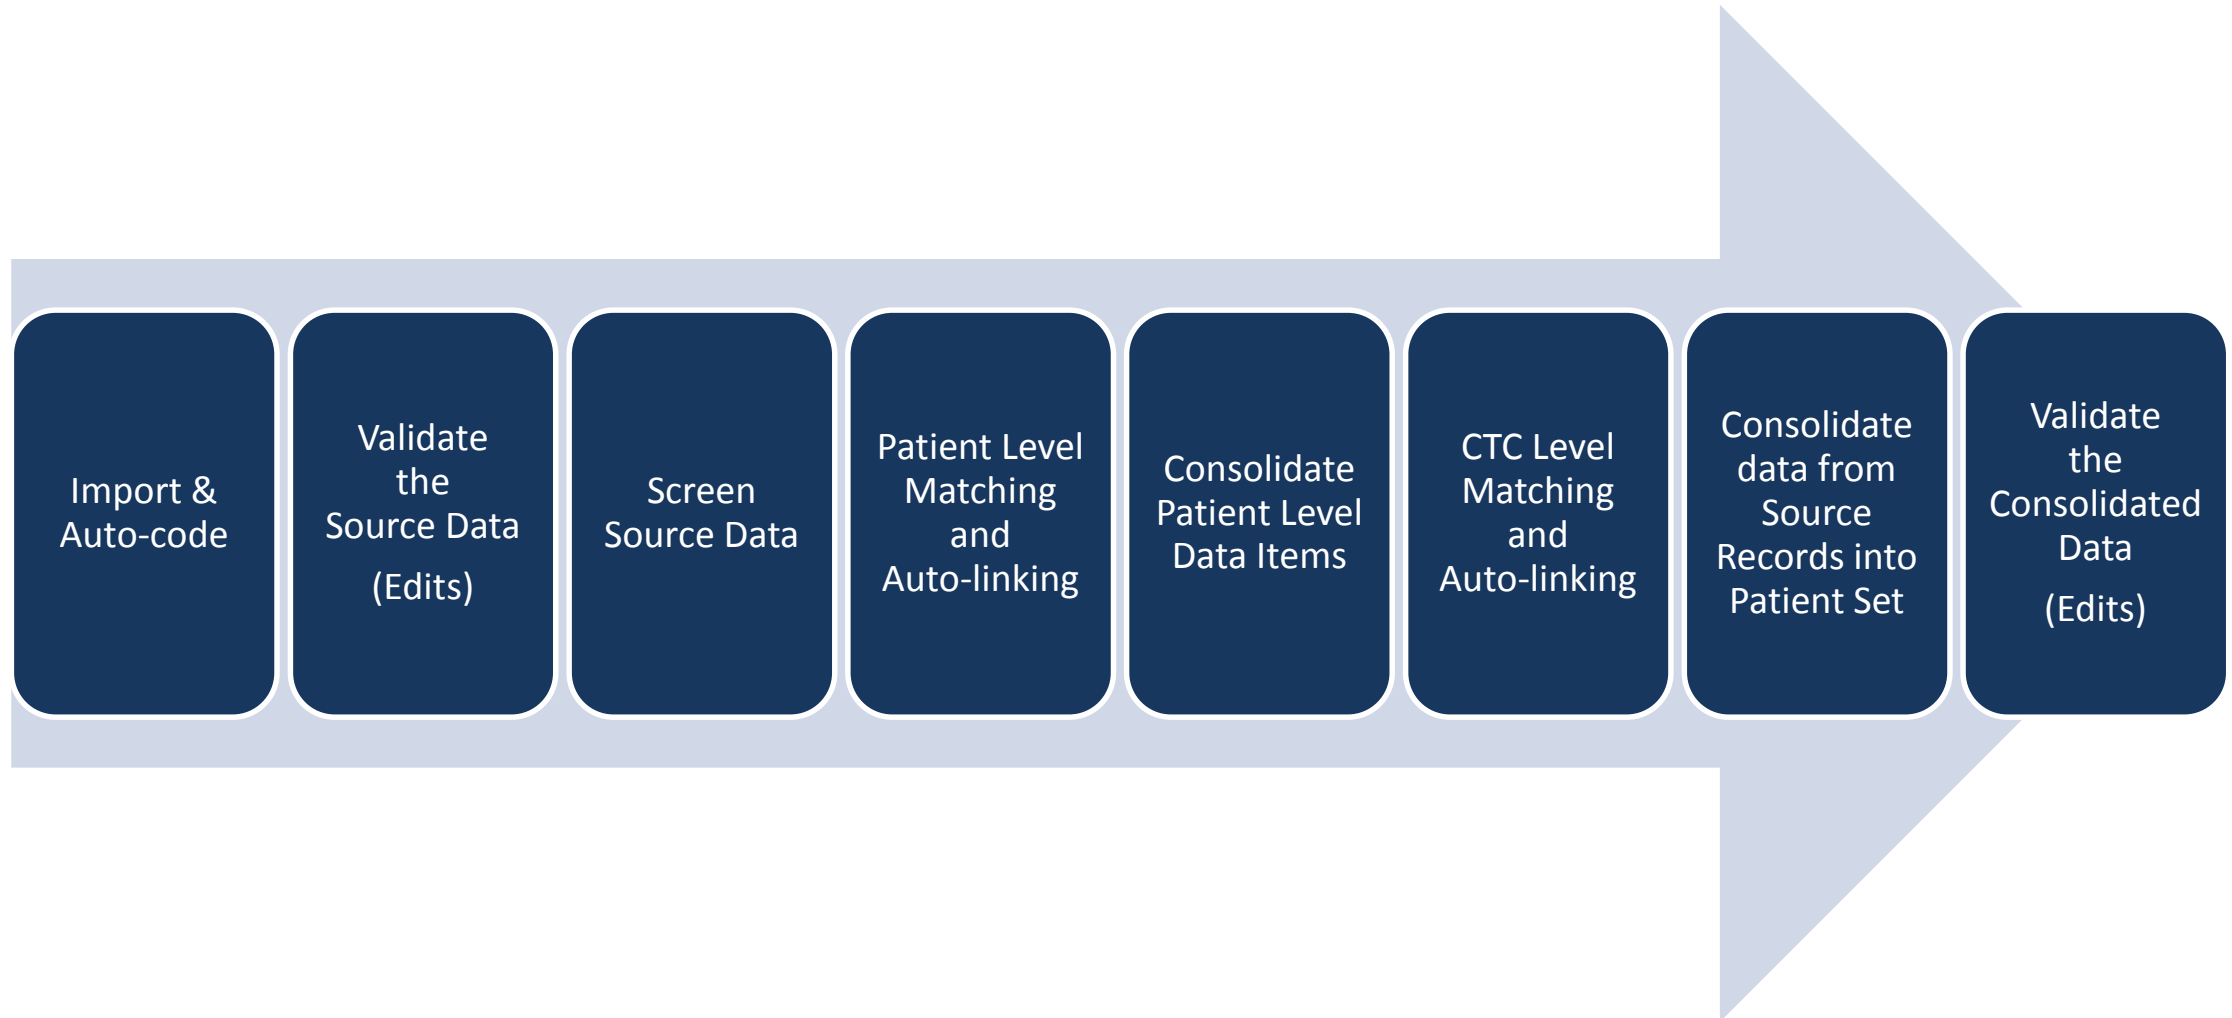 Import &
Auto-code
Validate
the
Source Data
(Edits)
Screen
Source Data
Patient Level
Matching
and
Auto-linking
Consolidate
Patient Level
Data Items
CTC Level
Matching
and
Auto-linking
Consolidate
data from
Source
Records into
Patient Set
Validate
the
Consolidated
Data
(Edits)